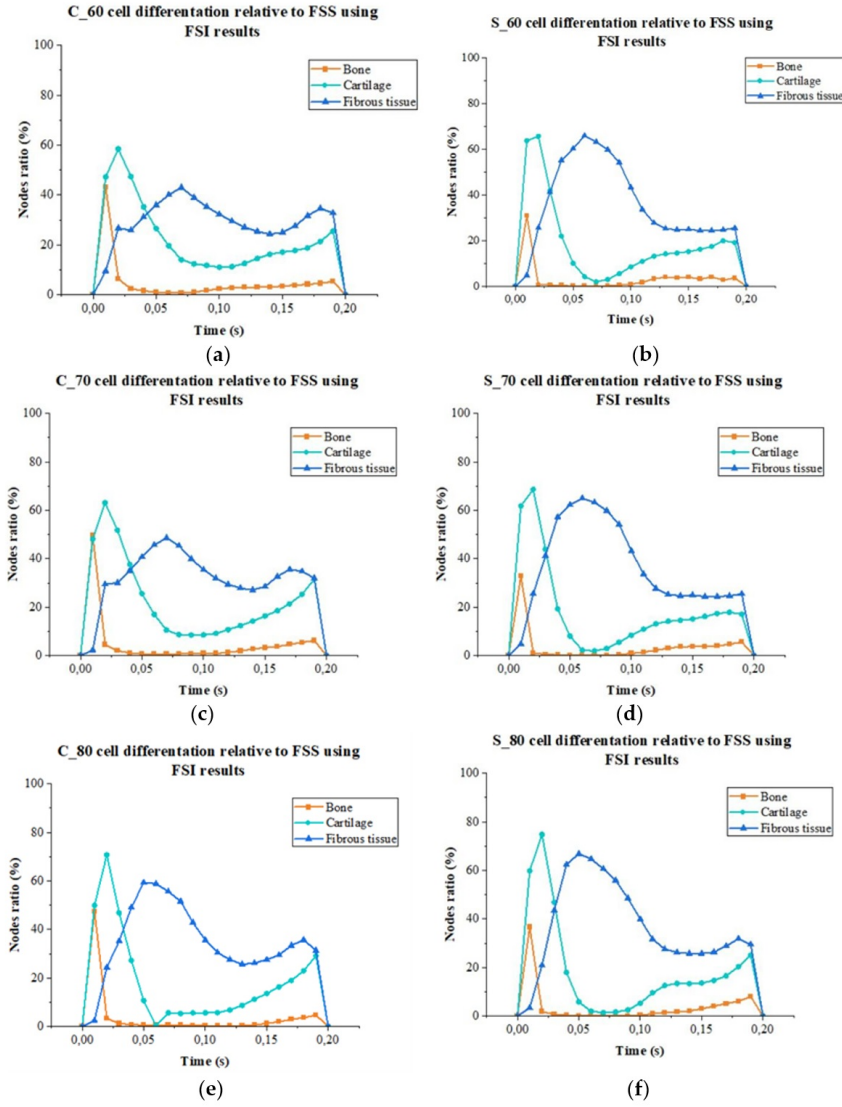 C_60 cell differentation relative to FSS using
FSI results
Bone
Cartilage
Fibrous tissue
Nodes ratio (%)
100
80
60
40
20
0
0,00 0,05 0,10 0,15 0,20
Time (s)
(a)
S_60 cell differentation relative to FSS using
FSI results
Bone
Cartilage
Fibrous tissue
Nodes ratio (%)
100
80
60
40
20
0
0,00 0,05 0,10 0,15 0,20
Time (s)
(b)
C_70 cell differentation relative to FSS using
FSI results
Bone
Cartilage
Fibrous tissue
Nodes ratio (%)
100
80
60
40
20
0
0,00 0,05 0,10 0,15 0,20
Time (s)
(c)
S_70 cell differentation relative to FSS using
FSI results
Bone
Cartilage
Fibrous tissue
Nodes ratio (%)
100
80
60
40
20
0
0,00 0,05 0,10 0,15 0,20
Time (s)
(d)
C_80 cell differentation relative to FSS using
FSI results
Bone
Cartilage
Fibrous tissue
Nodes ratio (%)
100
80
60
40
20
0
0,00 0,05 0,10 0,15 0,20
Time (s)
(e)
S_80 cell differentation relative to FSS using
FSI results
Bone
Cartilage
Fibrous tissue
Nodes ratio (%)
100
80
60
40
20
0
0,00 0,05 0,10 0,15 0,20
Time (s)
(f)